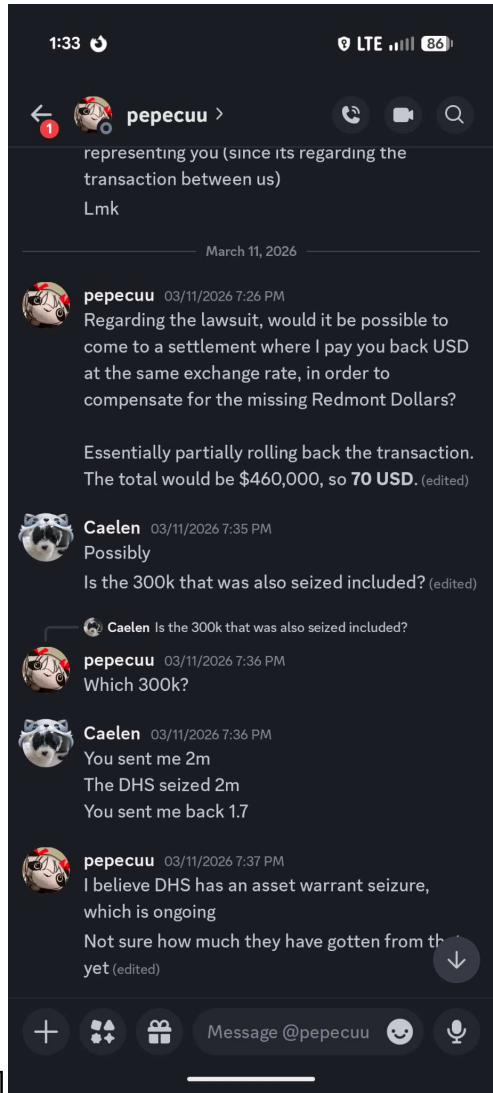 1:33
LTE 86
1
pepecuu >
representing you (since its regarding the
transaction between us)
Lmk
March 11, 2026
pepecuu 03/11/2026 7:26 PM
Regarding the lawsuit, would it be possible to
come to a settlement where I pay you back USD
at the same exchange rate, in order to
compensate for the missing Redmont Dollars?
Essentially partially rolling back the transaction.
The total would be $460,000, so 70 USD. (edited)
Caelen 03/11/2026 7:35 PM
Possibly
Is the 300k that was also seized included? (edited)
Caelen Is the 300k that was also seized included?
pepecuu 03/11/2026 7:36 PM
Which 300k?
Caelen 03/11/2026 7:36 PM
You sent me 2m
The DHS seized 2m
You sent me back 1.7
pepecuu 03/11/2026 7:37 PM
I believe DHS has an asset warrant seizure,
which is ongoing
Not sure how much they have gotten from
yet (edited)
Message @pepecuu